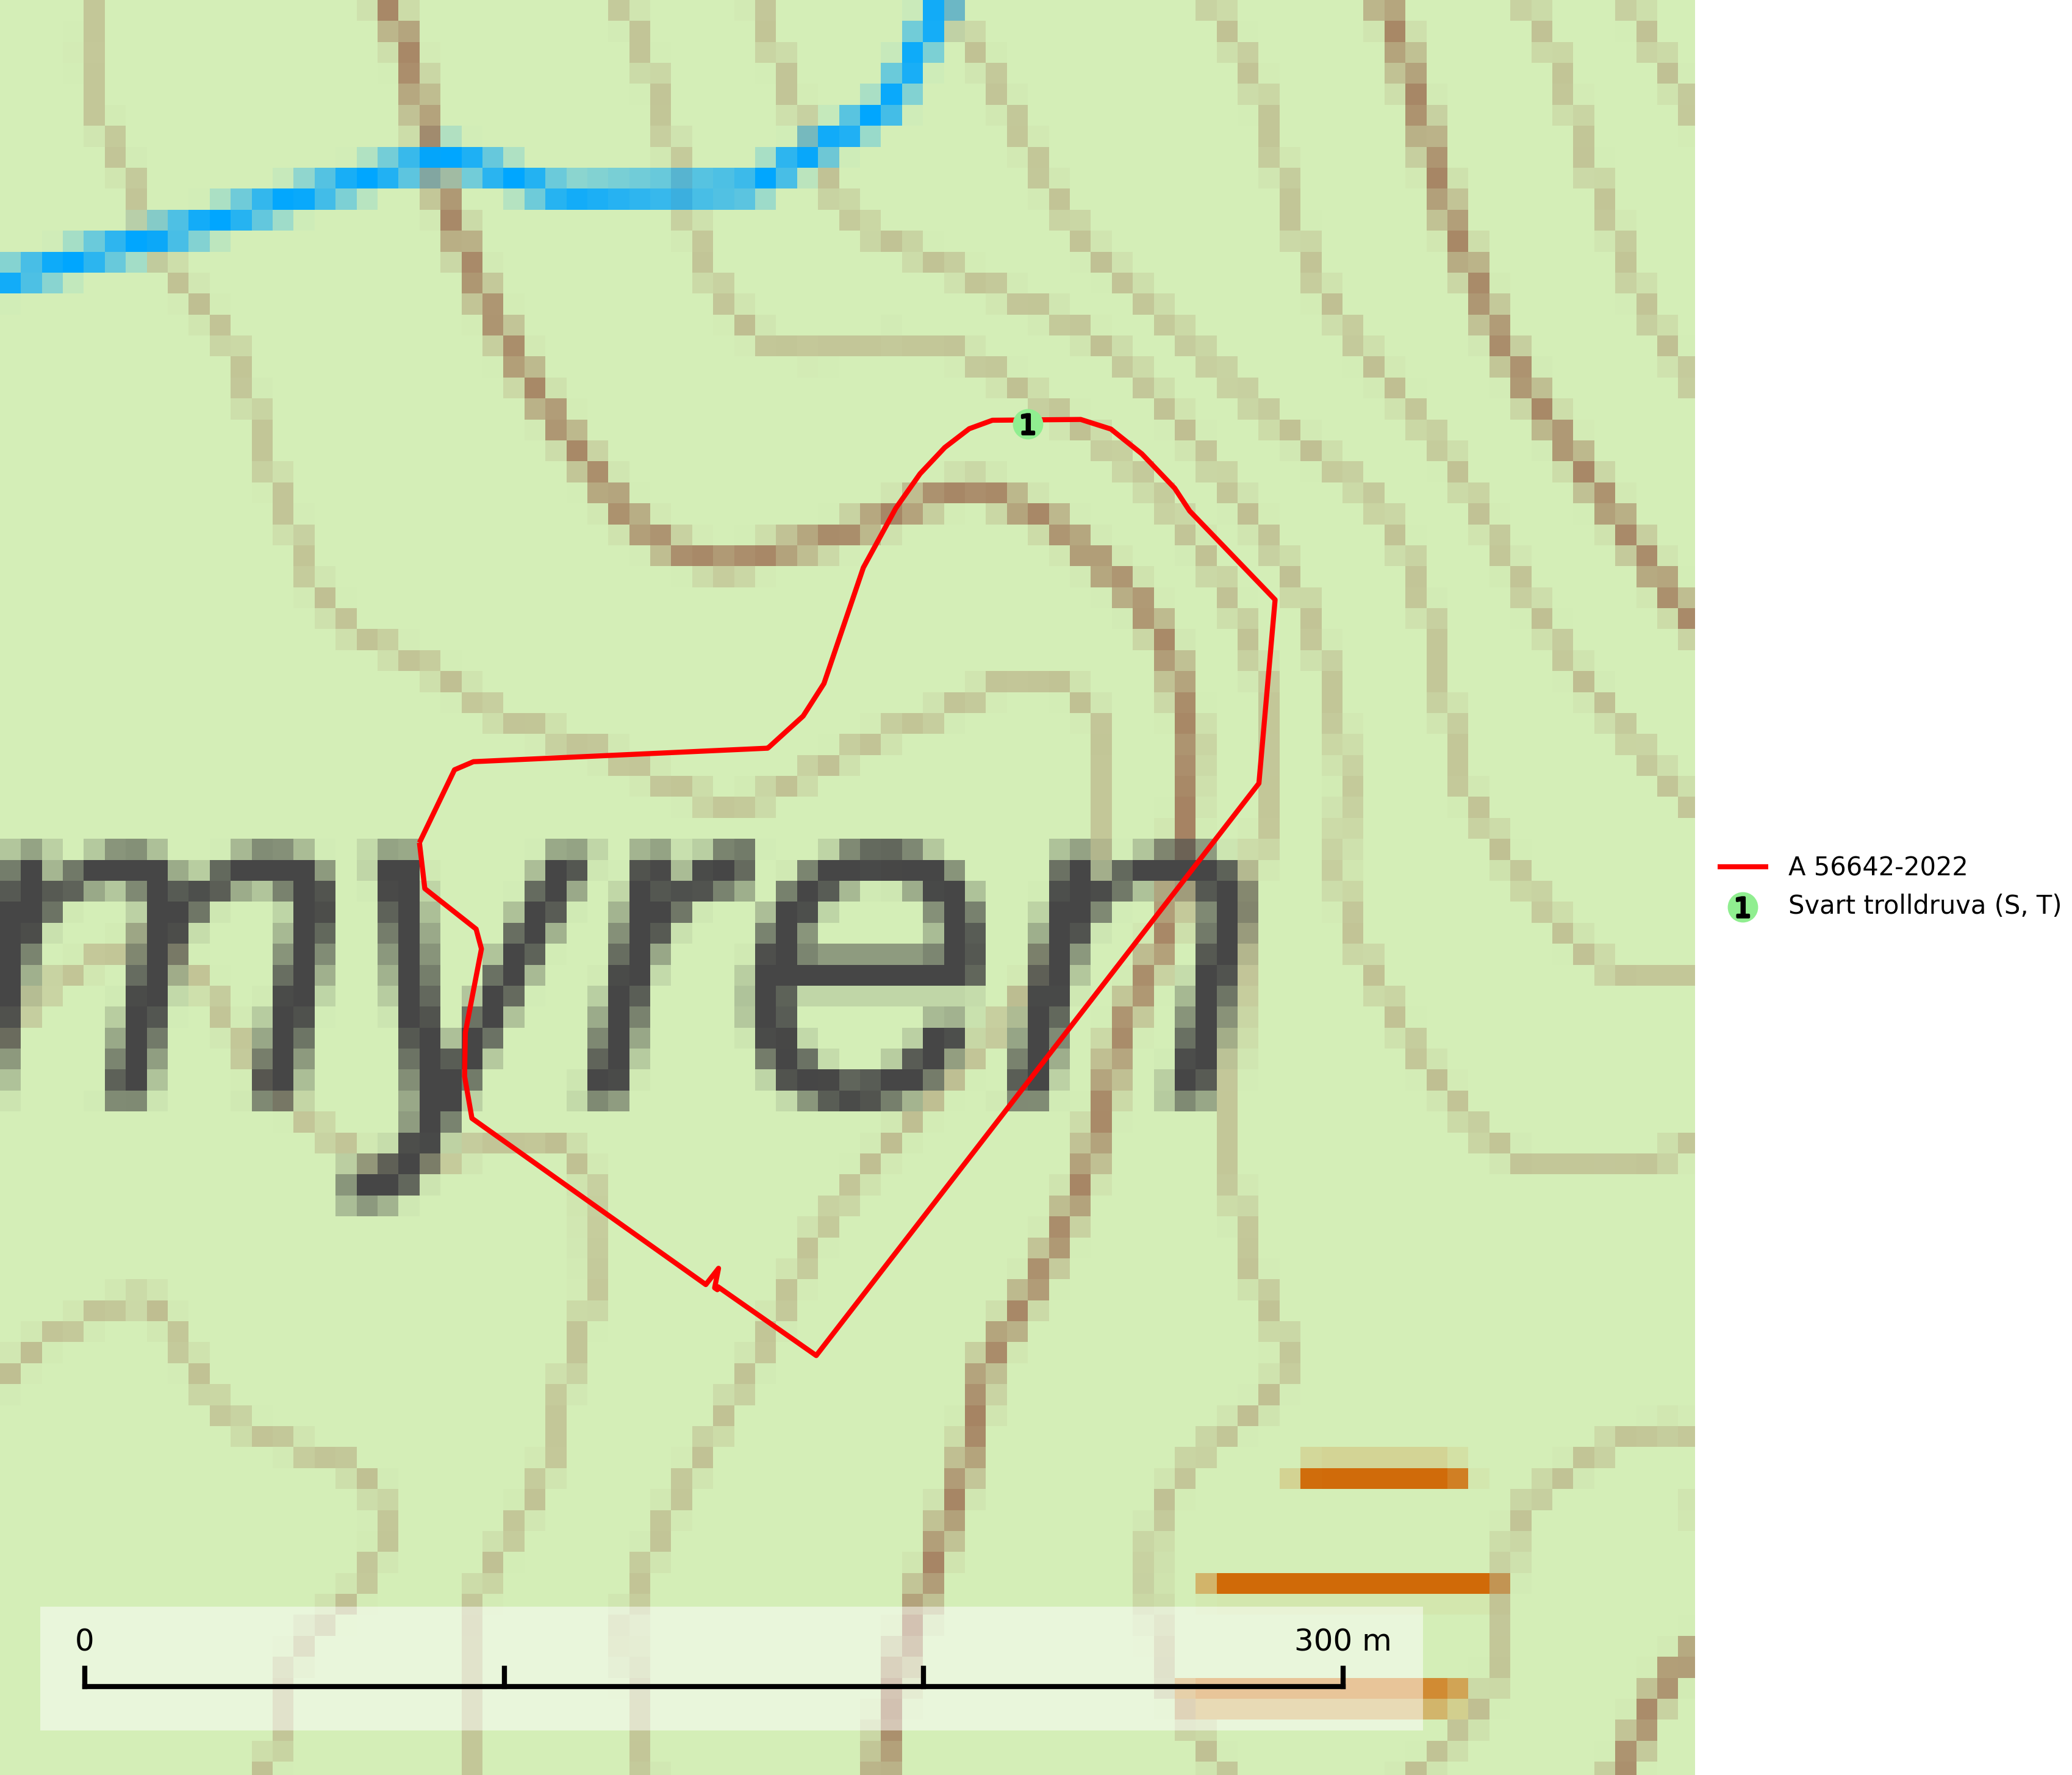 1
myren
0 300 m
A 56642-2022
1 Svart trolldruva (S, T)